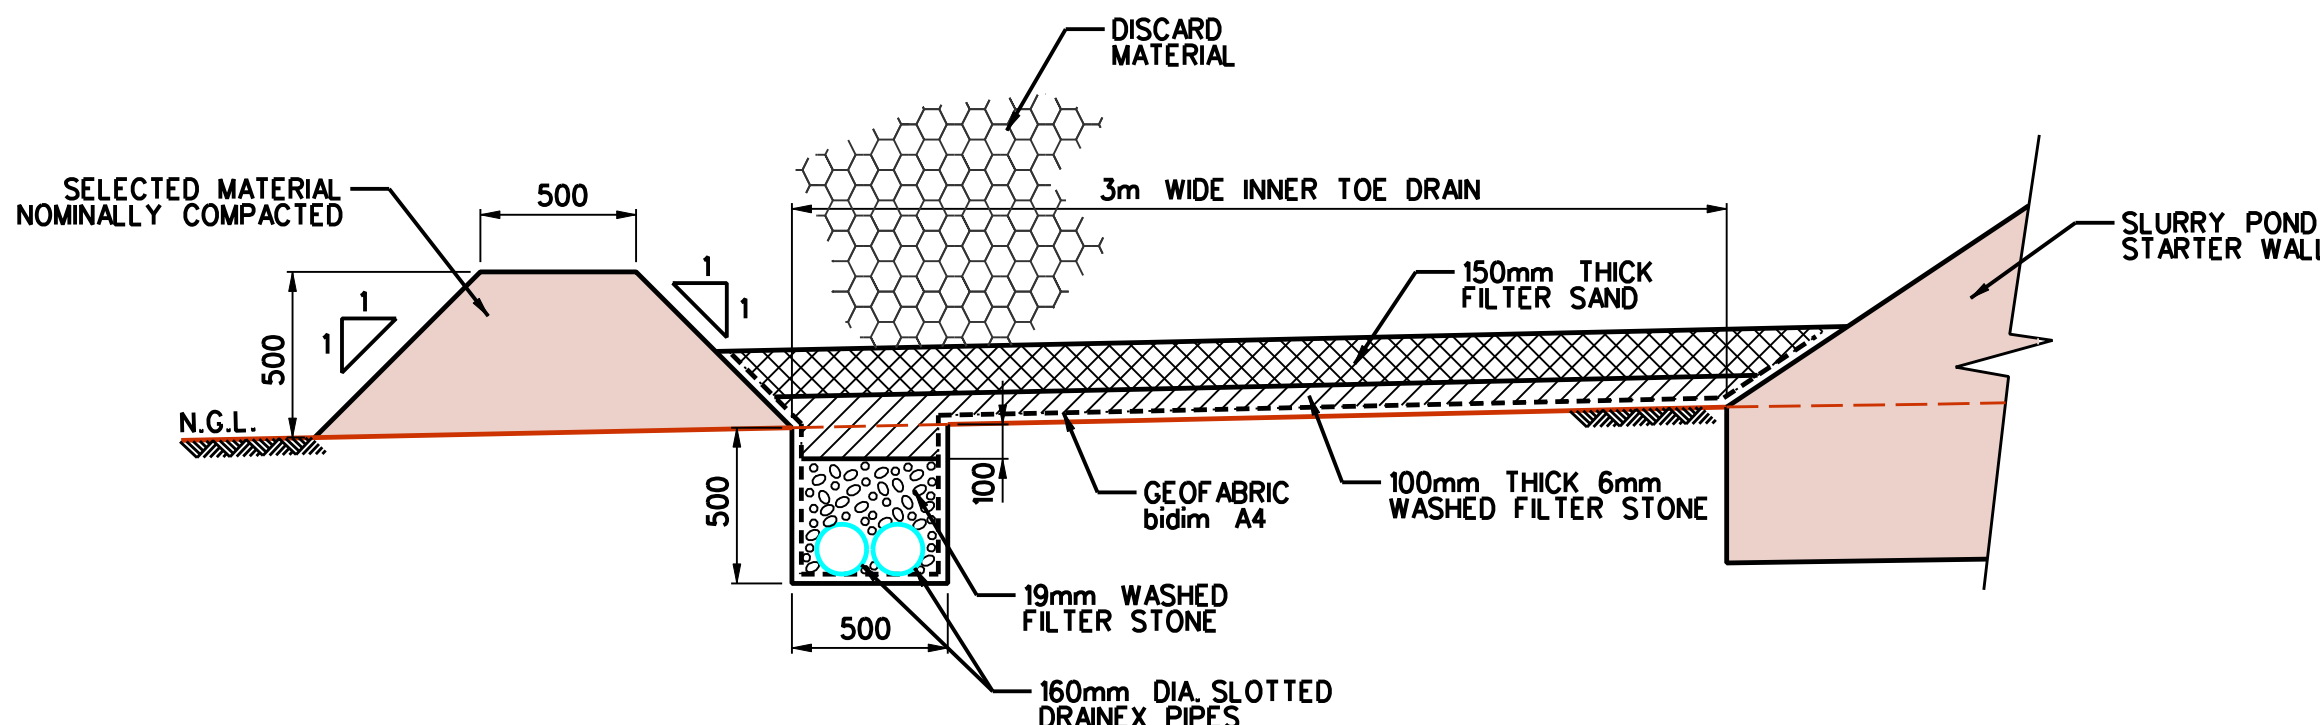 DISCARD
MATERIAL
SELECTED MATERIAL
NOMINALLY COMPACTED
500
3m WIDE INNER TOE DRAIN
SLURRY POND
STARTER WALL
1
1
500
1
1
150mm THICK
FILTER SAND
N.G.L.
500
100
GEOFABRIC
bidim A4
100mm THICK 6mm
WASHED FILTER STONE
19mm WASHED
FILTER STONE
500
160mm DIA. SLOTTED
DRAINEX PIPES